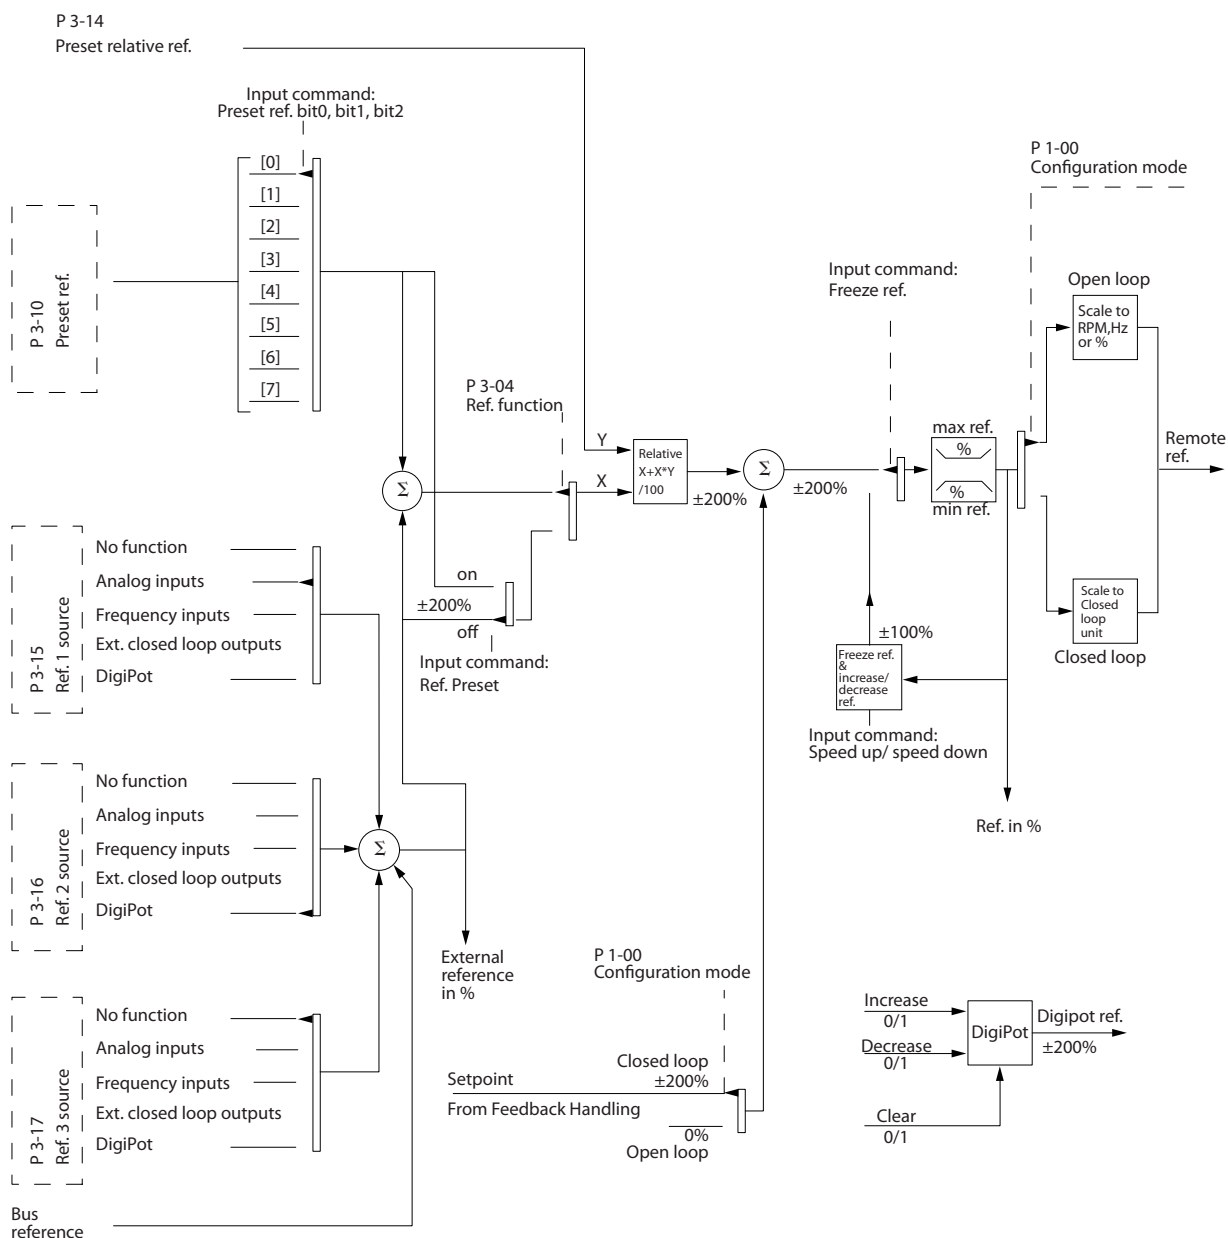 P 3-14
Preset relative ref.
Input command:
Preset ref. bit0, bit1, bit2
[0]
[1]
[2]
[3]
[4]
[5]
[6]
[7]
P 3-10
Preset ref.
P 1-00
Configuration mode
Input command:
Freeze ref.
Open loop
Scale to
RPM,Hz
or %
P 3-04
Ref. function
Y
X
Relative
X+X*Y
/100
±200%
Σ
±200%
max ref.
%
%
min ref.
Remote
ref.
Σ
P 3-15
Ref. 1 source
No function
Analog inputs
Frequency inputs
Ext. closed loop outputs
DigiPot
on
±200%
off
Input command:
Ref. Preset
Scale to
Closed
loop
unit
Closed loop
±100%
Freeze ref.
&
increase/
decrease
ref.
Input command:
Speed up/ speed down
Ref. in %
P 3-16
Ref. 2 source
No function
Analog inputs
Frequency inputs
Ext. closed loop outputs
DigiPot
Σ
External
reference
in %
P 1-00
Configuration mode
Closed loop
±200%
Setpoint
From Feedback Handling
0%
Open loop
Increase
0/1
Decrease
0/1
DigiPot
Digipot ref.
±200%
Clear
0/1
P 3-17
Ref. 3 source
No function
Analog inputs
Frequency inputs
Ext. closed loop outputs
DigiPot
Bus
reference